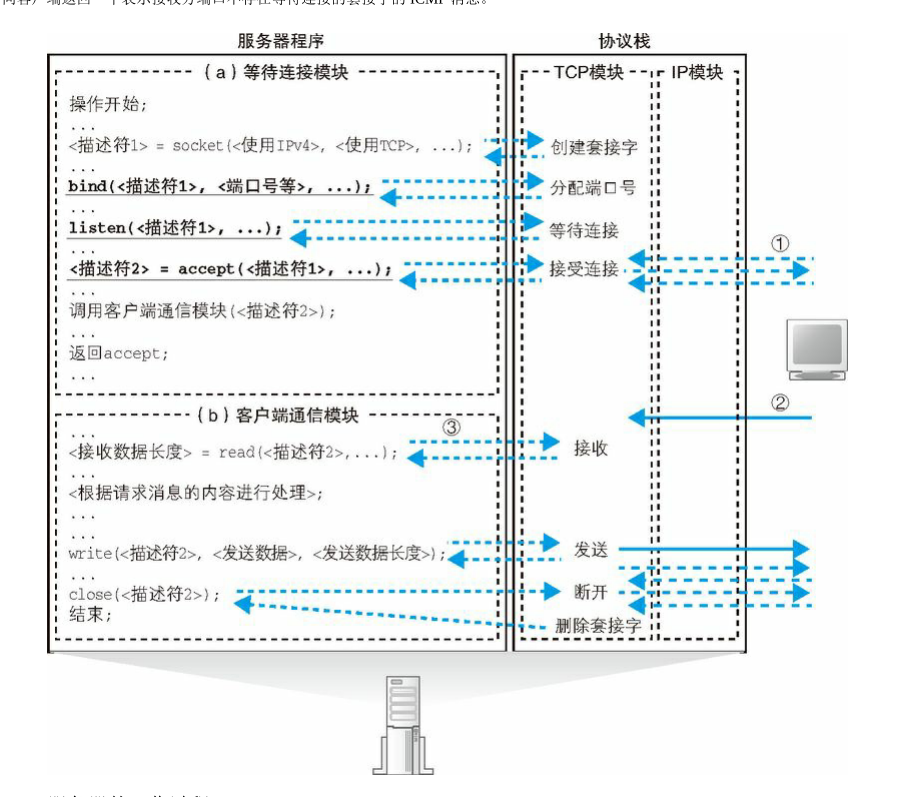 服务器程序
协议栈
(a)等待连接模块
TCP模块
IP模块
操作开始;
...
<描述符1> = socket(<使用IPv4>, <使用TCP>, ...);
创建套接字
...
bind(<描述符1>, <端口号等>, ...);
分配端口号
...
listen(<描述符1>, ...);
等待连接
①
...
<描述符2> = accept(<描述符1>, ...);
接受连接
...
调用客户端通信模块(<描述符2>);
...
返回accept;
...
②
(b)客户端通信模块
③
...
<接收数据长度> = read(<描述符2>,...);
接收
...
<根据请求消息的内容进行处理>;
...
...
write(<描述符2>, <发送数据>, <发送数据长度>);
发送
...
close(<描述符2>);
断开
结束;
删除套接字